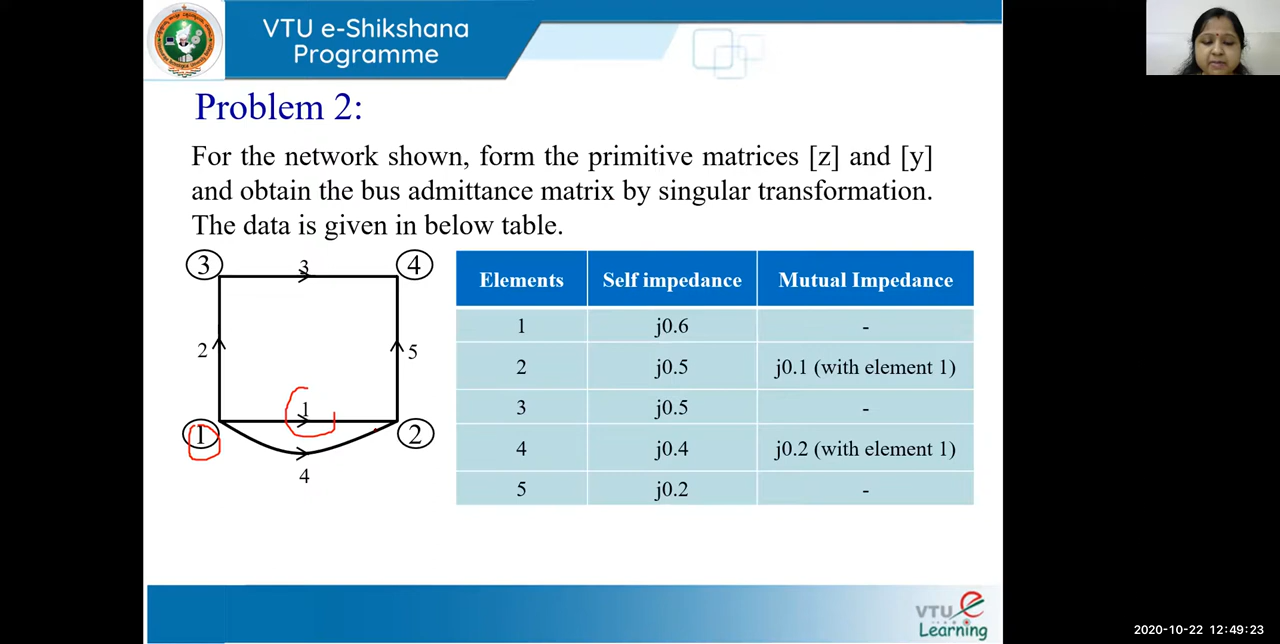 VTU e-Shikshana
Programme
Problem 2:
For the network shown, form the primitive matrices [z] and [y]
and obtain the bus admittance matrix by singular transformation.
The data is given in below table.
3
3
4
2
5
1
1
2
4
Elements Self impedance Mutual Impedance
1 j0.6 -
2 j0.5 j0.1 (with element 1)
3 j0.5 -
4 j0.4 j0.2 (with element 1)
5 j0.2 -
VTU e
Learning
2020-10-22 12:49:23